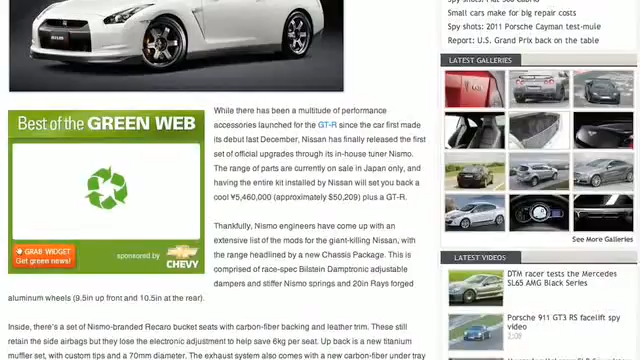 Spy shots: Fiat 500 Cabrio
Small cars make for big repair costs
Spy shots: 2011 Porsche Cayman test-mule
Report: U.S. Grand Prix back on the table
LATEST GALLERIES
See More Galleries
LATEST VIDEOS
DTM racer tests the Mercedes
SL65 AMG Black Series
Porsche 911 GT3 RS facelift spy
video
2:08
Best of the GREEN WEB
GRAB WIDGET
Get green news!
sponsored by
CHEVY
While there has been a multitude of performance
accessories launched for the GT-R since the car first made
its debut last December, Nissan has finally released the first
set of official upgrades through its in-house tuner Nismo.
The range of parts are currently on sale in Japan only, and
having the entire kit installed by Nissan will set you back a
cool ¥5,460,000 (approximately $50,209) plus a GT-R.
Thankfully, Nismo engineers have come up with an
extensive list of the mods for the giant-killing Nissan, with
the range headlined by a new Chassis Package. This is
comprised of race-spec Bilstein Damptronic adjustable
dampers and stiffer Nismo springs and 20in Rays forged
aluminum wheels (9.5in up front and 10.5in at the rear).
Inside, there's a set of Nismo-branded Recaro bucket seats with carbon-fiber backing and leather trim. These still
retain the side airbags but they lose the electronic adjustment to help save 6kg per seat. Up back is a new titanium
muffler set, with custom tips and a 70mm diameter. The exhaust system also comes with a new carbon-fiber under tray